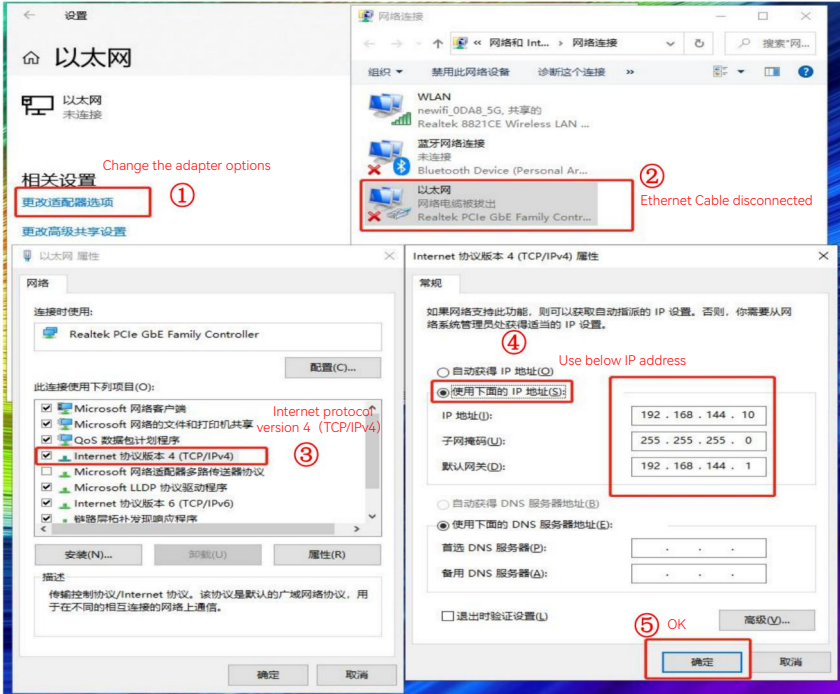 设置
以太网
以太网
未连接
Change the adapter options
相关设置
①
更改适配器选项
更改高级共享设置
网络连接
« 网络和 Int... › 网络连接
搜索"网...
组织
禁用此网络设备
诊断这个连接
»
WLAN
newifi_0DA8_5G, 共享的
Realtek 8821CE Wireless LAN ...
蓝牙网络连接
未连接
Bluetooth Device (Personal Ar...
②
以太网
网络电缆被拔出
Realtek PCIe GbE Family Contr...
Ethernet Cable disconnected
以太网 属性
网络
连接时使用:
Realtek PCIe GbE Family Controller
配置(C)...
此连接使用下列项目(O):
Microsoft 网络客户端
Microsoft 网络的文件和打印机共享
QoS 数据包计划程序
Internet 协议版本 4 (TCP/IPv4)
Microsoft 网络适配器多路传送器协议
Microsoft LLDP 协议驱动程序
Internet 协议版本 6 (TCP/IPv6)
链路层拓扑发现响应程序
Internet protocol
version 4（TCP/IPv4）
③
安装(N)...
卸载(U)
属性(R)
描述
传输控制协议/Internet 协议。该协议是默认的广域网络协议，用
于在不同的相互连接的网络上通信。
确定
取消
Internet 协议版本 4 (TCP/IPv4) 属性
常规
如果网络支持此功能，则可以获取自动指派的 IP 设置。否则，你需要从网
络系统管理员处获得适当的 IP 设置。
④
Use below IP address
自动获得 IP 地址(O)
使用下面的 IP 地址(S):
IP 地址(I):
192 . 168 . 144 . 10
子网掩码(U):
255 . 255 . 255 . 0
默认网关(D):
192 . 168 . 144 . 1
自动获得 DNS 服务器地址(B)
使用下面的 DNS 服务器地址(E):
首选 DNS 服务器(P):
. . .
备用 DNS 服务器(A):
. . .
退出时验证设置(L)
高级(V)...
⑤ OK
确定
取消